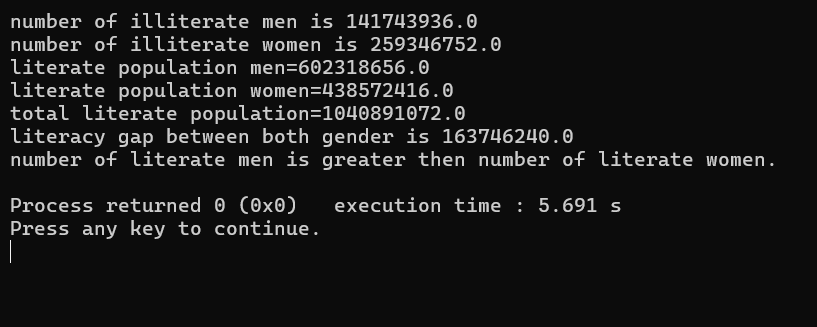 number of illiterate men is 141743936.0
number of illiterate women is 259346752.0
literate population men=602318656.0
literate population women=438572416.0
total literate population=1040891072.0
literacy gap between both gender is 163746240.0
number of literate men is greater then number of literate women.
Process returned 0 (0x0)   execution time : 5.691 s
Press any key to continue.